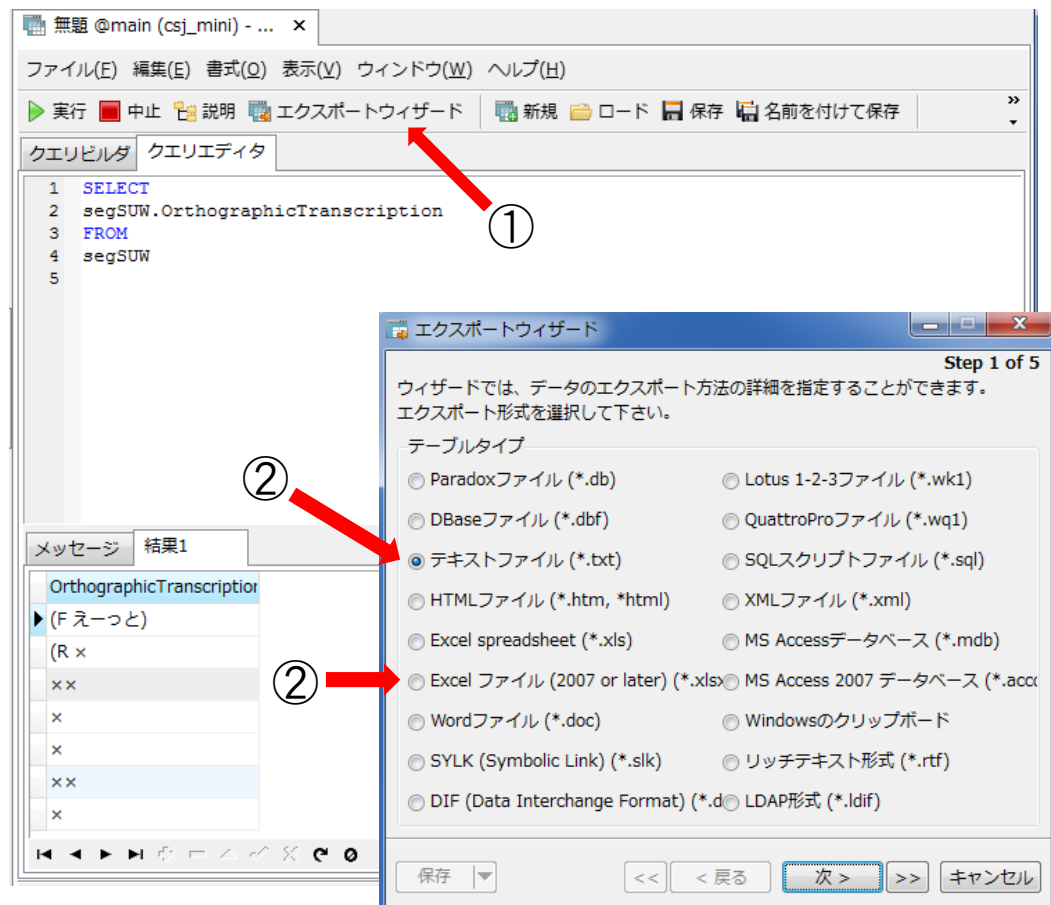 無題 @main (csj_mini) - ... ×
ファイル(F) 編集(E) 書式(O) 表示(V) ウィンドウ(W) ヘルプ(H)
実行 中止 説明 エクスポートウィザード 新規 ロード 保存 名前を付けて保存 »
クエリビルダ クエリエディタ
1 SELECT
2 segSUW.OrthographicTranscription
3 FROM
4 segSUW
5
①
エクスポートウィザード
Step 1 of 5
ウィザードでは、データのエクスポート方法の詳細を指定することができます。
エクスポート形式を選択して下さい。
テーブルタイプ
Paradoxファイル (*.db) Lotus 1-2-3ファイル (*.wk1)
②
DBaseファイル (*.dbf) QuattroProファイル (*.wq1)
テキストファイル (*.txt) SQLスクリプトファイル (*.sql)
HTMLファイル (*.htm, *html) XMLファイル (*.xml)
Excel spreadsheet (*.xls) MS Accessデータベース (*.mdb)
②
Excel ファイル (2007 or later) (*.xlsx MS Access 2007 データベース (*.accd
Wordファイル (*.doc) Windowsのクリップボード
SYLK (Symbolic Link) (*.slk) リッチテキスト形式 (*.rtf)
DIF (Data Interchange Format) (*.d LDAP形式 (*.ldif)
保存 << < 戻る 次 > >> キャンセル
メッセージ 結果1
OrthographicTranscription
(F えーっと)
(R ×
××
×
×
××
×